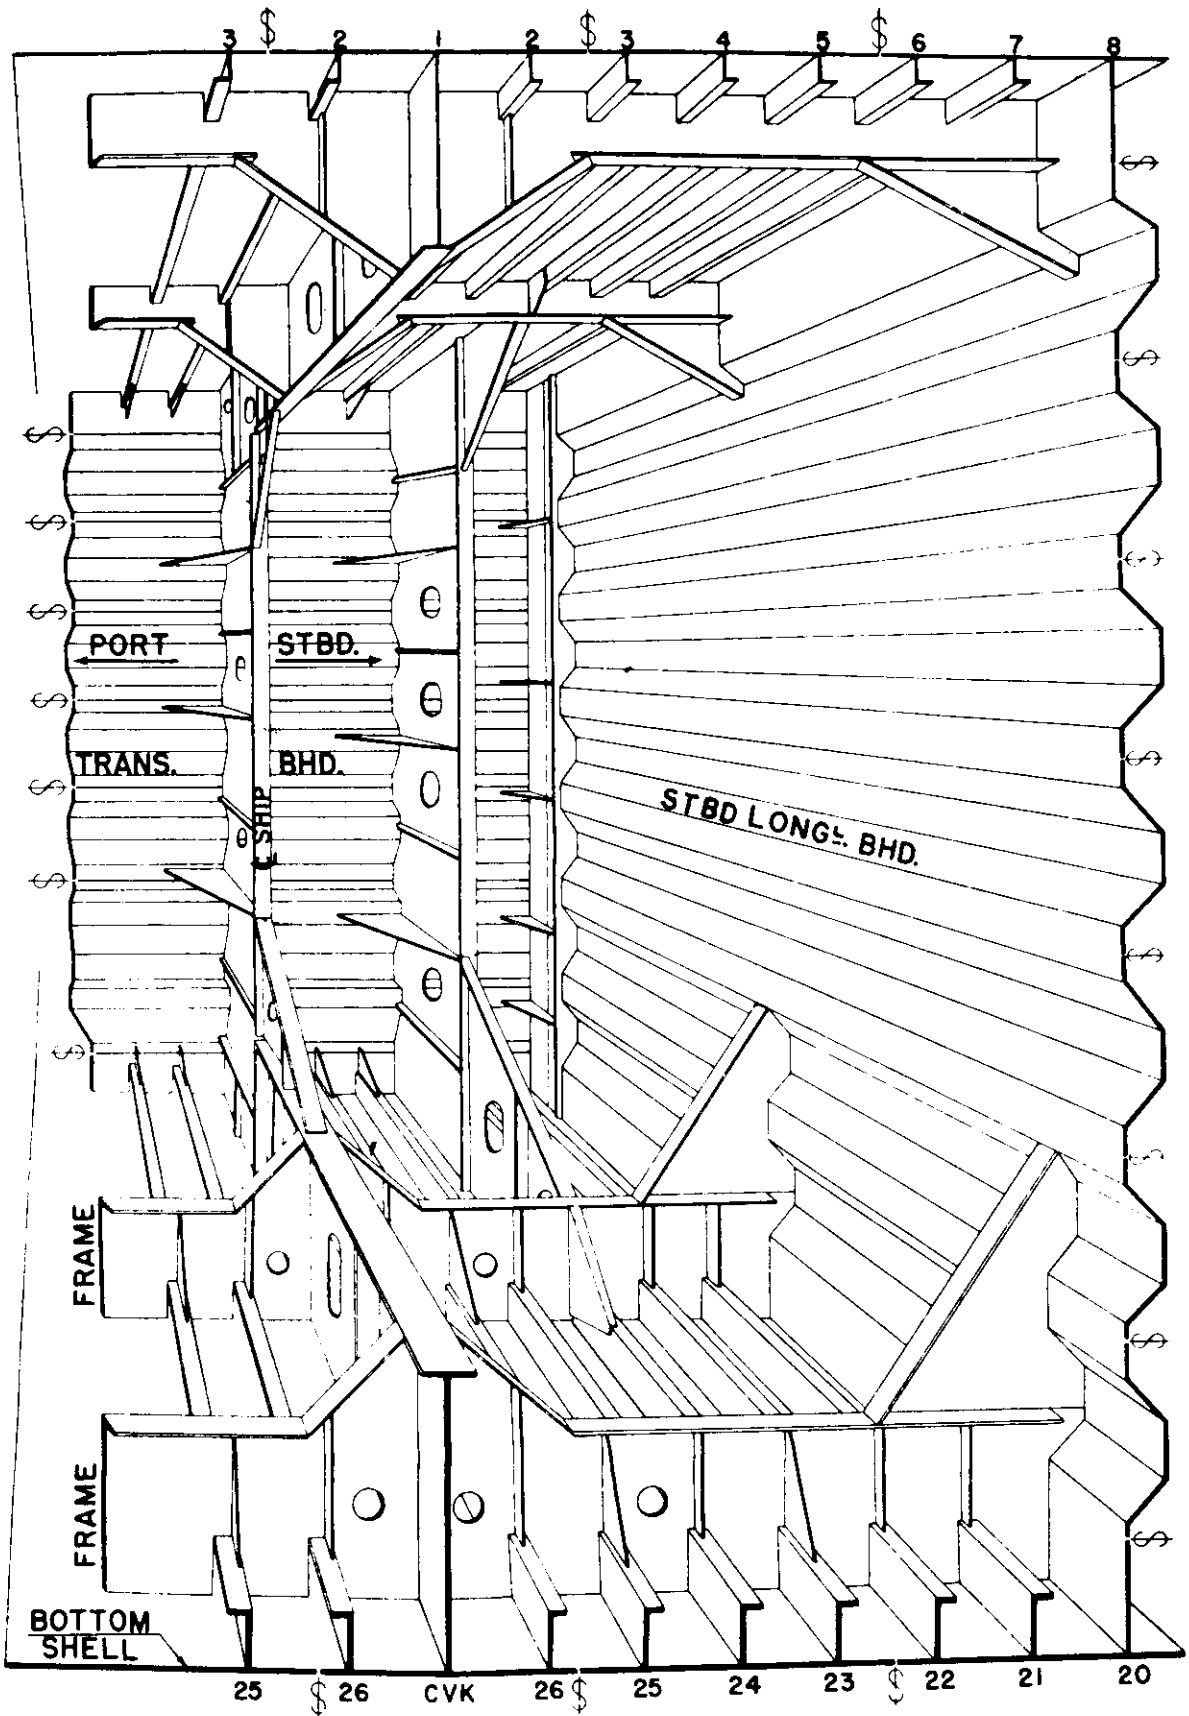 3 $ 2 1 2 $ 3 4 5 $ 6 7 8
$
$
$
$
$
$
PORT STBD.
$
TRANS. BHD.
$
$
℄ SHIP
STBD LONGL. BHD.
$
$
$
FRAME
$
FRAME
$
BOTTOM
SHELL
25 $ 26 CVK 26 $ 25 24 23 $ 22 21 20